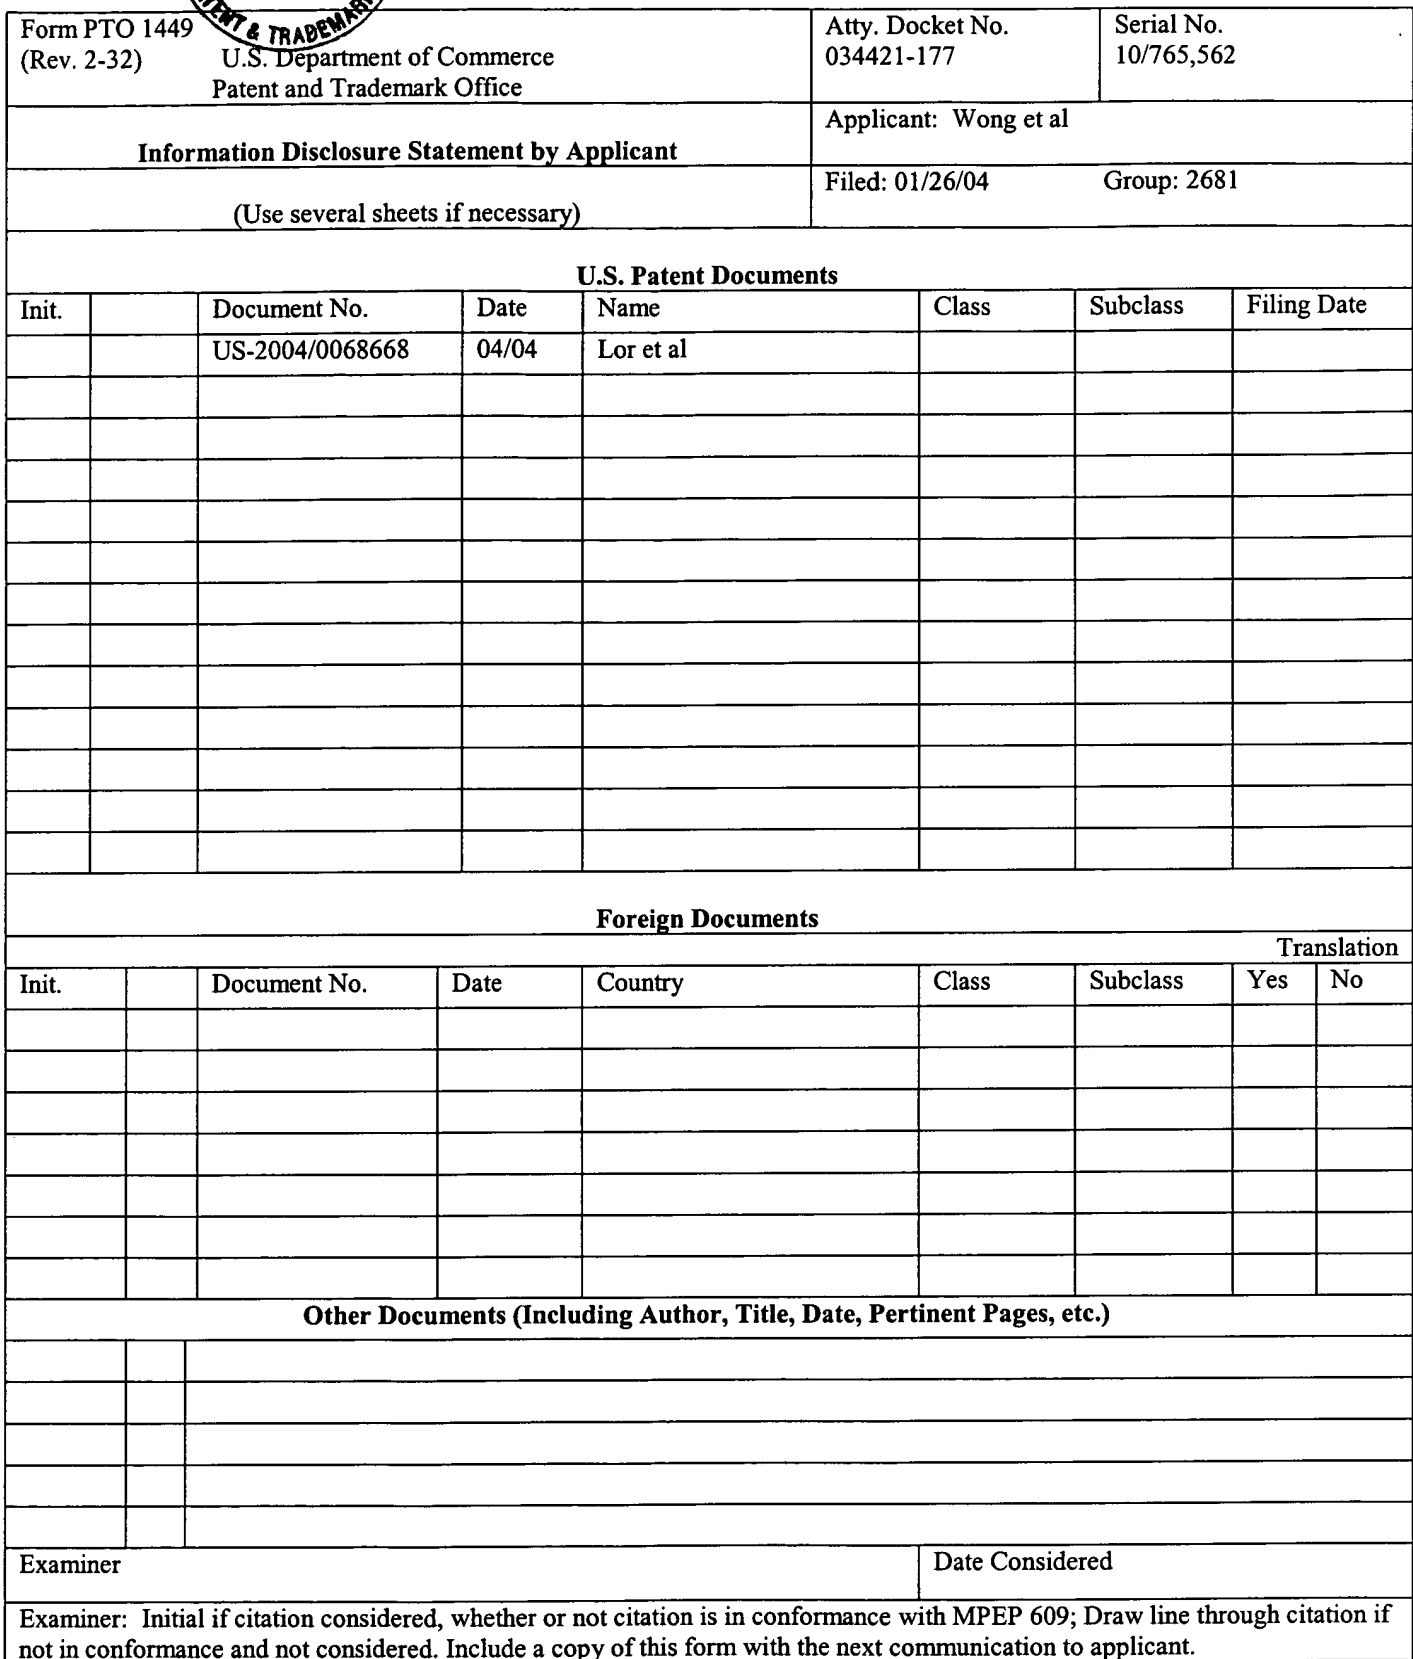 Form PTO 1449
(Rev. 2-32)
& TRADEMARK
U.S. Department of Commerce
Patent and Trademark Office
Atty. Docket No.
034421-177
Serial No.
10/765,562
Information Disclosure Statement by Applicant
Applicant: Wong et al
(Use several sheets if necessary)
Filed: 01/26/04 Group: 2681
U.S. Patent Documents
Init. Document No. Date Name Class Subclass Filing Date
US-2004/0068668 04/04 Lor et al
Foreign Documents
Translation
Init. Document No. Date Country Class Subclass Yes No
Other Documents (Including Author, Title, Date, Pertinent Pages, etc.)
Examiner Date Considered
Examiner: Initial if citation considered, whether or not citation is in conformance with MPEP 609; Draw line through citation if
not in conformance and not considered. Include a copy of this form with the next communication to applicant.